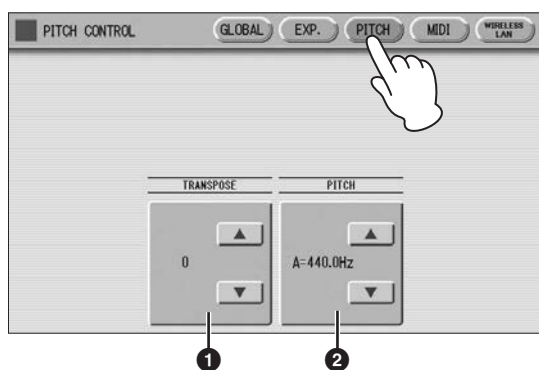 PITCH CONTROL GLOBAL EXP. PITCH MIDI WIRELESS LAN
TRANSPOSE PITCH
0 A=440.0Hz
1 2